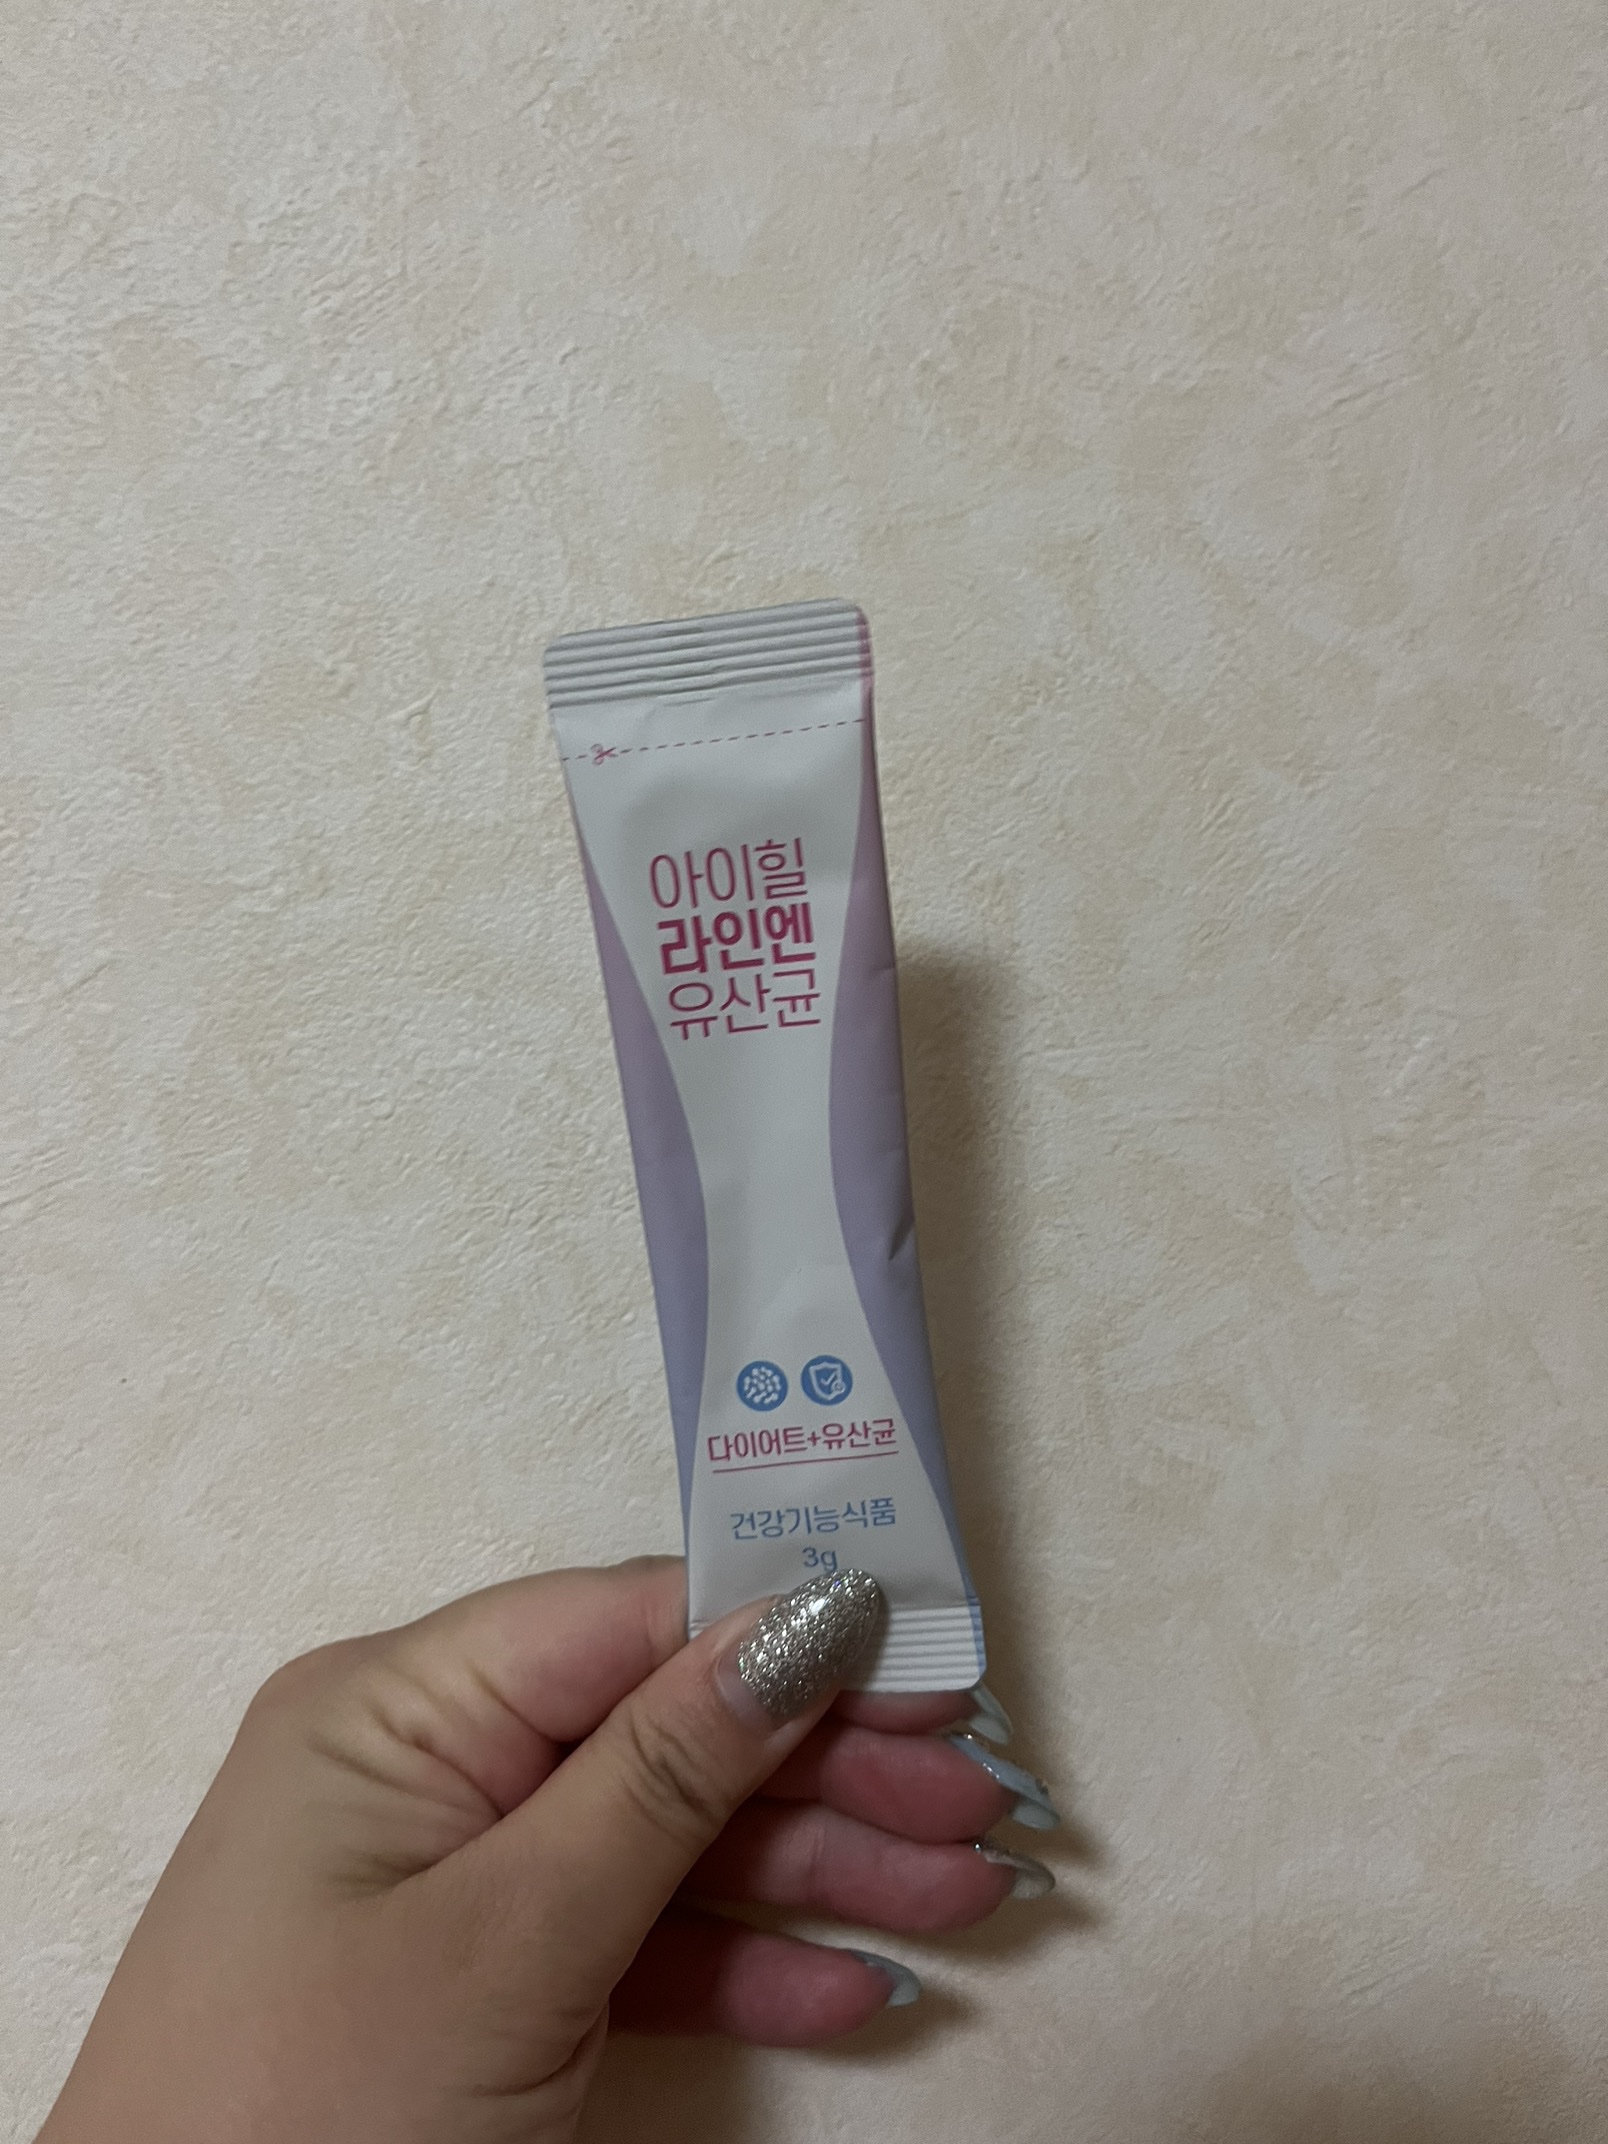 아이힐
라인엔
유산균
다이어트+유산균
건강기능식품
3g